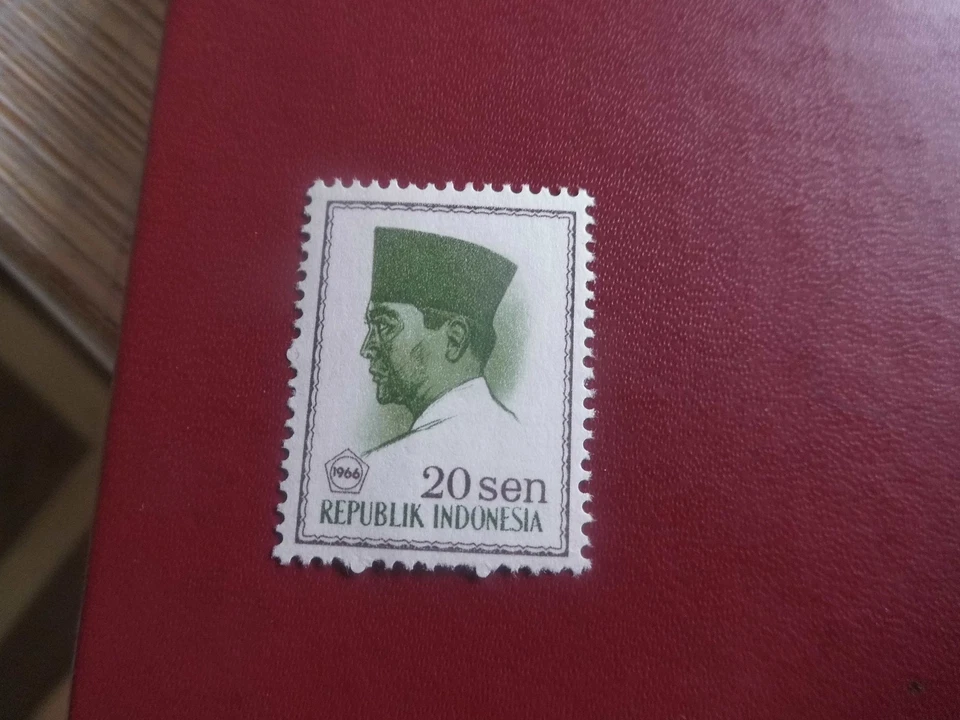 1966
20 sen
REPUBLIK INDONESIA